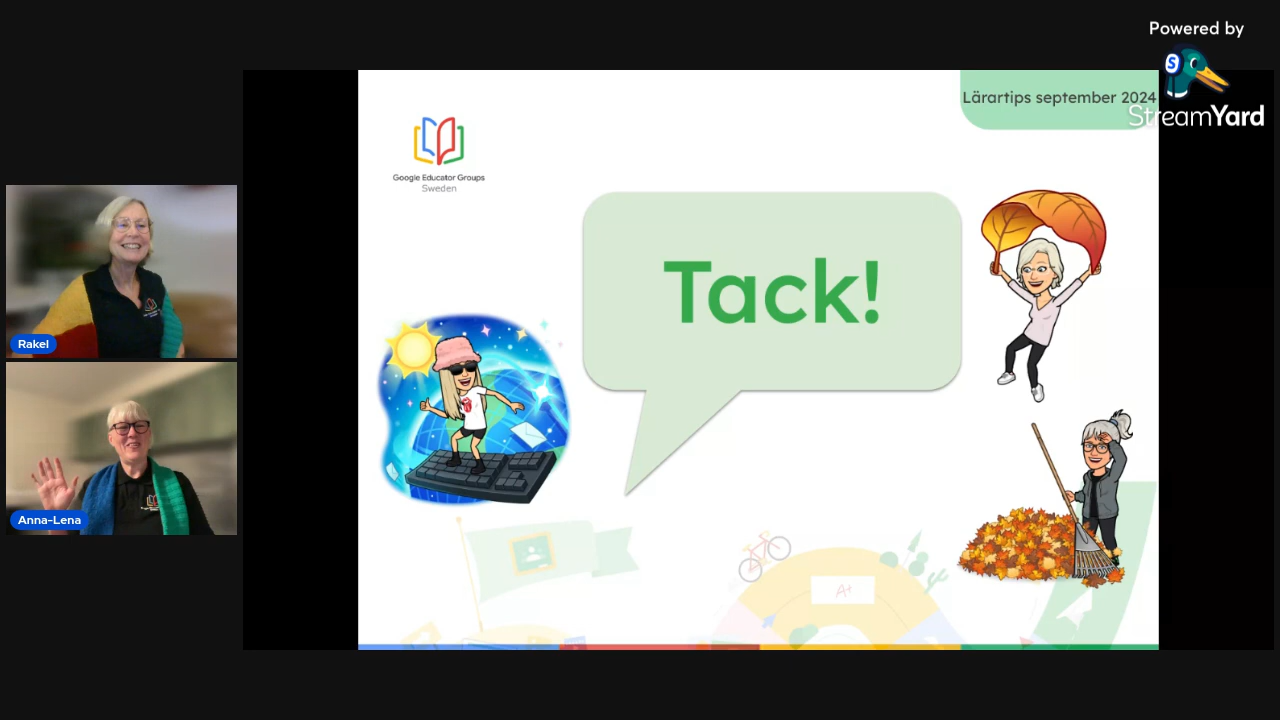 Powered by
StreamYard
Lärartips september 2024
Google Educator Groups
Sweden
Tack!
Rakel
Anna-Lena
A+